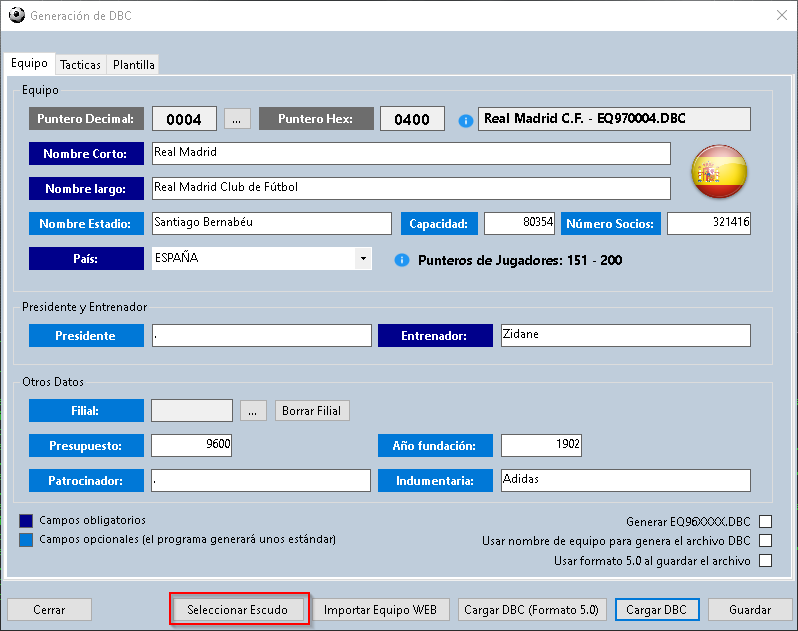 Generación de DBC
Equipo Tacticas Plantilla
Equipo
Puntero Decimal: 0004 ... Puntero Hex: 0400 Real Madrid C.F. - EQ970004.DBC
Nombre Corto: Real Madrid
Nombre largo: Real Madrid Club de Fútbol
Nombre Estadio: Santiago Bernabéu Capacidad: 80354 Número Socios: 321416
País: ESPAÑA Punteros de Jugadores: 151 - 200
Presidente y Entrenador
Presidente . Entrenador: Zidane
Otros Datos
Filial: ... Borrar Filial
Presupuesto: 9600 Año fundación: 1902
Patrocinador: . Indumentaria: Adidas
Campos obligatorios
Campos opcionales (el programa generará unos estándar)
Generar EQ96XXXX.DBC
Usar nombre de equipo para genera el archivo DBC
Usar formato 5.0 al guardar el archivo
Cerrar Seleccionar Escudo Importar Equipo WEB Cargar DBC (Formato 5.0) Cargar DBC Guardar